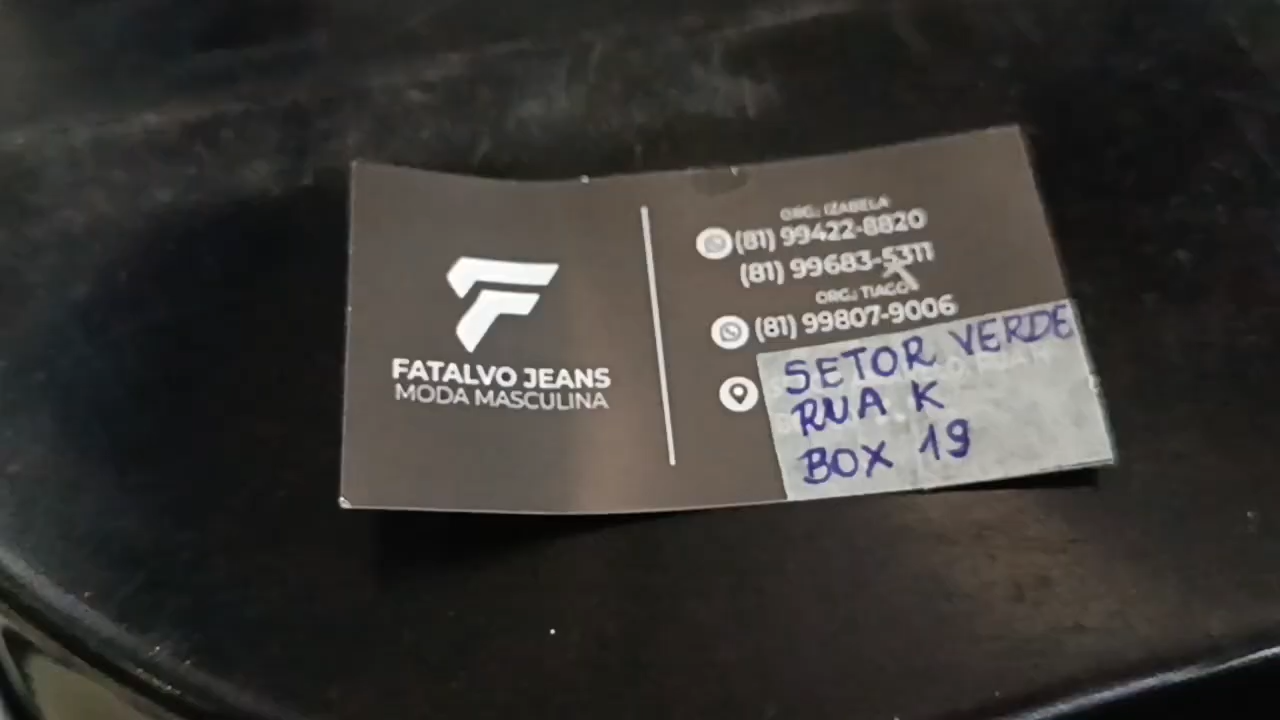 FATALVO JEANS
MODA MASCULINA
ORG.: IZABELA
(81) 99422-8820
(81) 99683-5311
ORG.: TIAGO
(81) 99807-9006
SETOR VERDE
RUA K
BOX 19